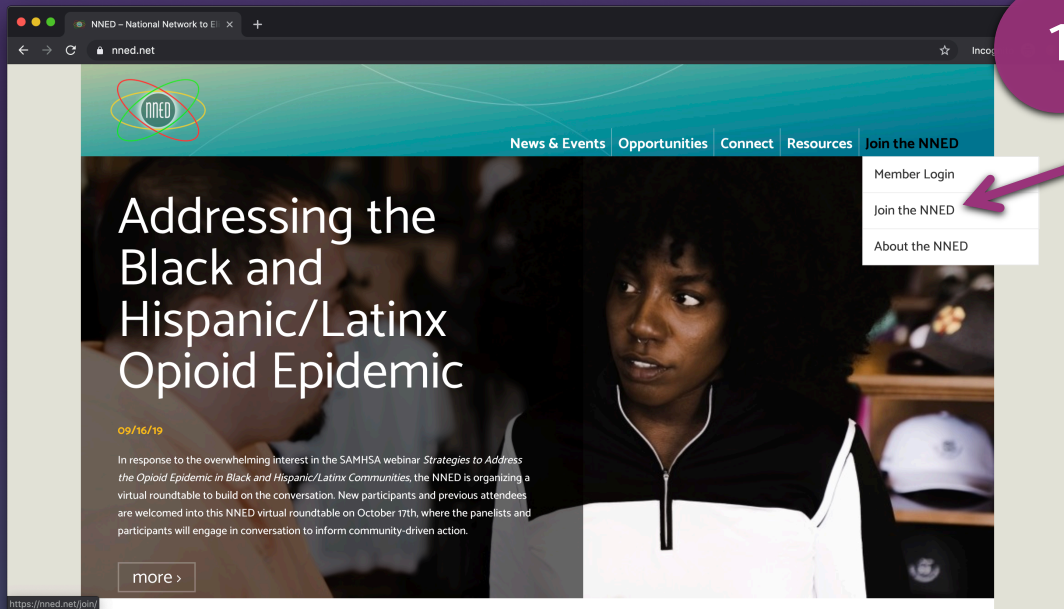 NNED – National Network to Eli
nned.net
Incog
1
NNED
News & Events
Opportunities
Connect
Resources
Join the NNED
Member Login
Join the NNED
About the NNED
Addressing the
Black and
Hispanic/Latinx
Opioid Epidemic
09/16/19
In response to the overwhelming interest in the SAMHSA webinar Strategies to Address
the Opioid Epidemic in Black and Hispanic/Latinx Communities, the NNED is organizing a
virtual roundtable to build on the conversation. New participants and previous attendees
are welcomed into this NNED virtual roundtable on October 17th, where the panelists and
participants will engage in conversation to inform community-driven action.
more ›
https://nned.net/join/